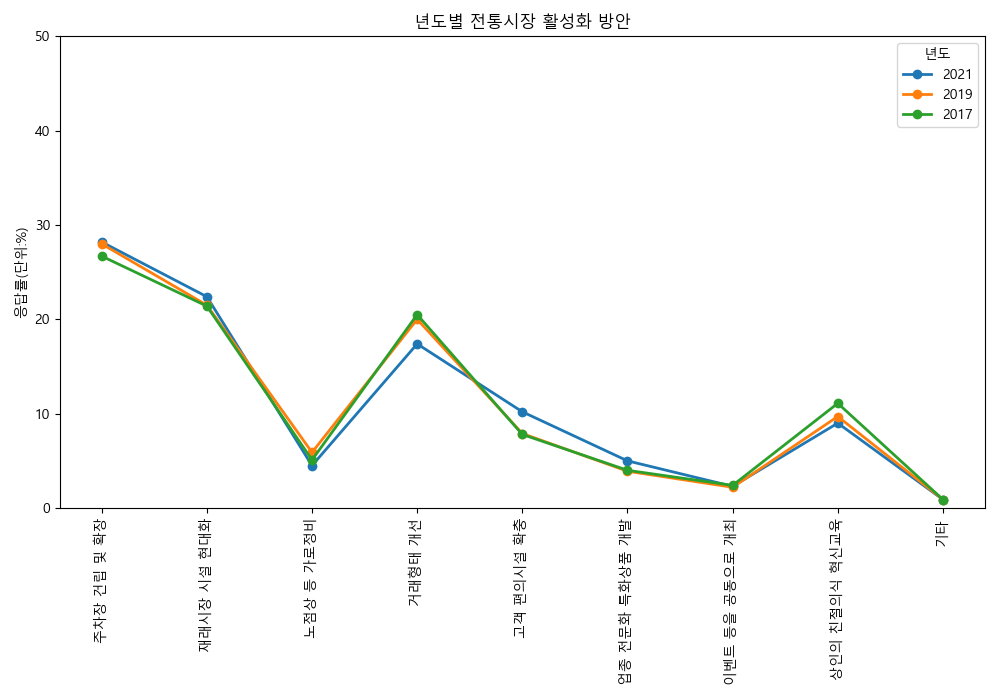 년도별 전통시장 활성화 방안
년도
2021
2019
2017
응답률(단위:%)
50
40
30
20
10
0
주차장 건립 및 확장
재래시장 시설 현대화
노점상 등 가로정비
거래형태 개선
고객 편의시설 확충
업종 전문화 특화상품 개발
이벤트 등을 공동으로 개최
상인의 친절의식 혁신교육
기타